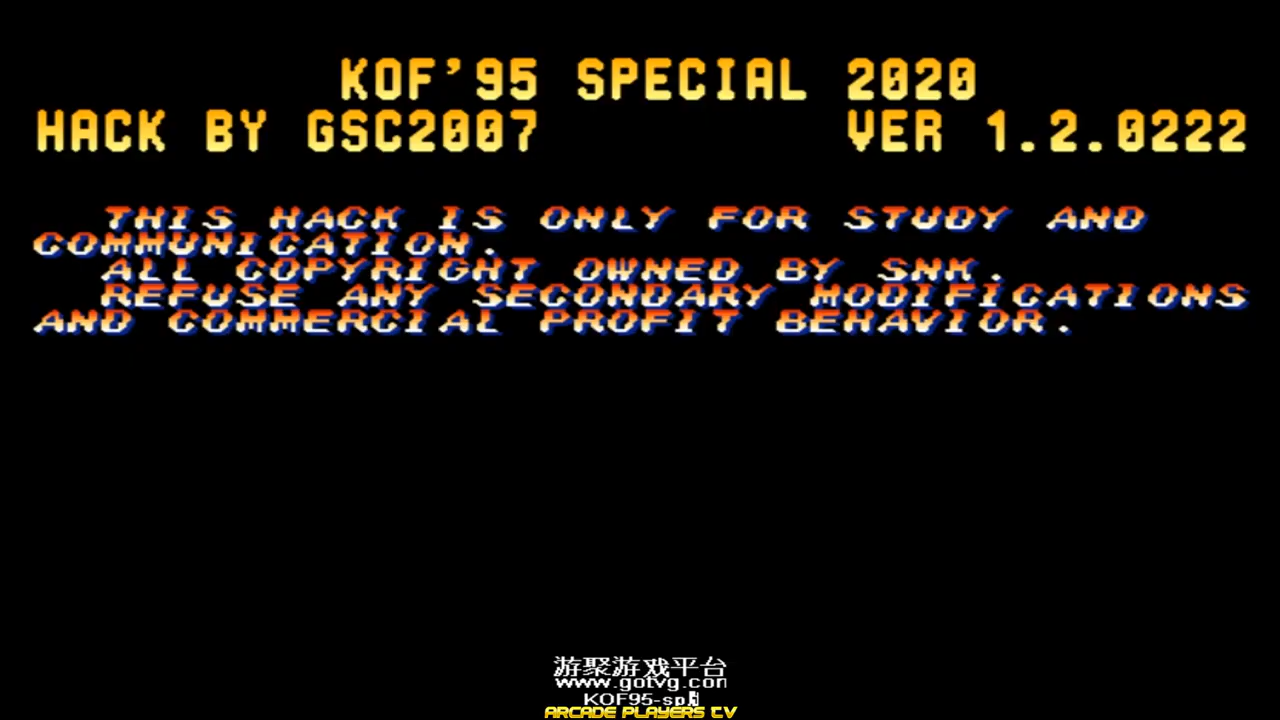 KOF'95 SPECIAL 2020
HACK BY GSC2007 VER 1.2.0222
THIS HACK IS ONLY FOR STUDY AND
COMMUNICATION.
ALL COPYRIGHT OWNED BY SNK.
REFUSE ANY SECONDARY MODIFICATIONS
AND COMMERCIAL PROFIT BEHAVIOR.
游聚游戏平台
www.gotvg.com
ARCADE PLAYERS TV